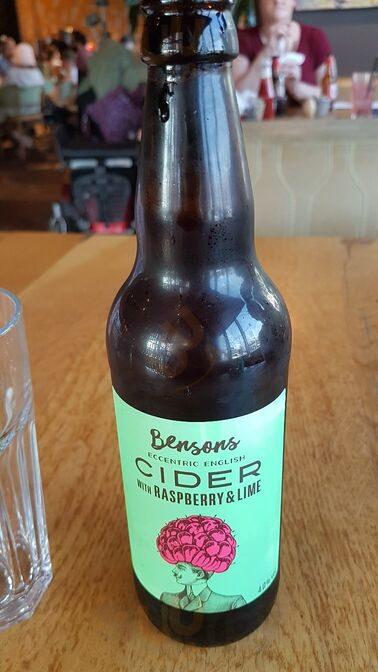 Bensons
ECCENTRIC ENGLISH
CIDER
WITH RASPBERRY & LIME